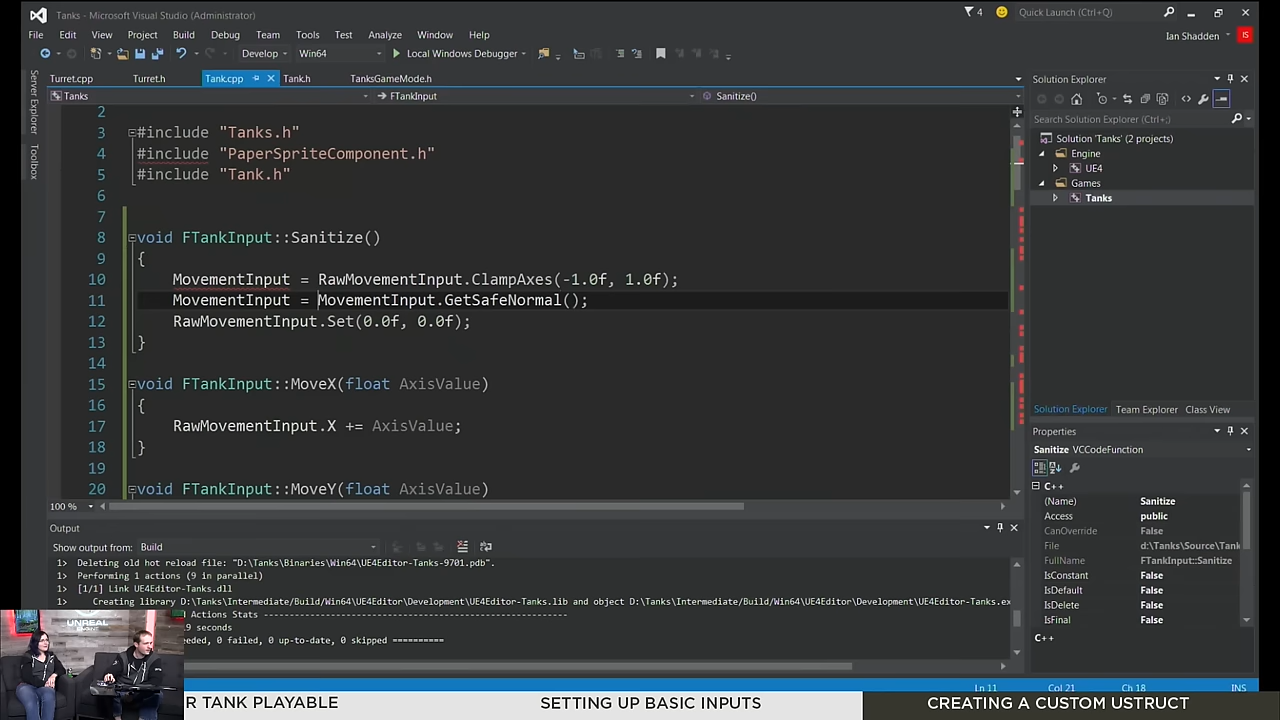 Tanks - Microsoft Visual Studio (Administrator)
4
Quick Launch (Ctrl+Q)
File Edit View Project Build Debug Team Tools Test Analyze Window Help
Ian Shadden
IS
Develop Win64 Local Windows Debugger
Turret.cpp Turret.h Tank.cpp Tank.h TanksGameMode.h
Tanks FTankInput Sanitize()
Server Explorer
Toolbox
2
3 #include "Tanks.h"
4 #include "PaperSpriteComponent.h"
5 #include "Tank.h"
6
7
8 void FTankInput::Sanitize()
9 {
10 MovementInput = RawMovementInput.ClampAxes(-1.0f, 1.0f);
11 MovementInput = MovementInput.GetSafeNormal();
12 RawMovementInput.Set(0.0f, 0.0f);
13 }
14
15 void FTankInput::MoveX(float AxisValue)
16 {
17 RawMovementInput.X += AxisValue;
18 }
19
20 void FTankInput::MoveY(float AxisValue)
100 %
Solution Explorer
Search Solution Explorer (Ctrl+;)
Solution 'Tanks' (2 projects)
Engine
UE4
Games
Tanks
Solution Explorer Team Explorer Class View
Properties
Sanitize VCCodeFunction
C++
(Name) Sanitize
Access public
CanOverride False
File d:\Tanks\Source\Tank
FullName FTankInput::Sanitize
IsConstant False
IsDefault False
IsDelete False
IsFinal False
C++
Output
Show output from: Build
1> Deleting old hot reload file: "D:\Tanks\Binaries\Win64\UE4Editor-Tanks-9701.pdb".
1> Performing 1 actions (9 in parallel)
1> [1/1] Link UE4Editor-Tanks.dll
1> Creating library D:\Tanks\Intermediate\Build\Win64\UE4Editor\Development\UE4Editor-Tanks.lib and object D:\Tanks\Intermediate\Build\Win64\UE4Editor\Development\UE4Editor-Tanks.ex
Actions Stats
9 seconds
eeded, 0 failed, 0 up-to-date, 0 skipped ==========
UNREAL
Ln 11 Col 21 Ch 18 INS
R TANK PLAYABLE
SETTING UP BASIC INPUTS
CREATING A CUSTOM USTRUCT